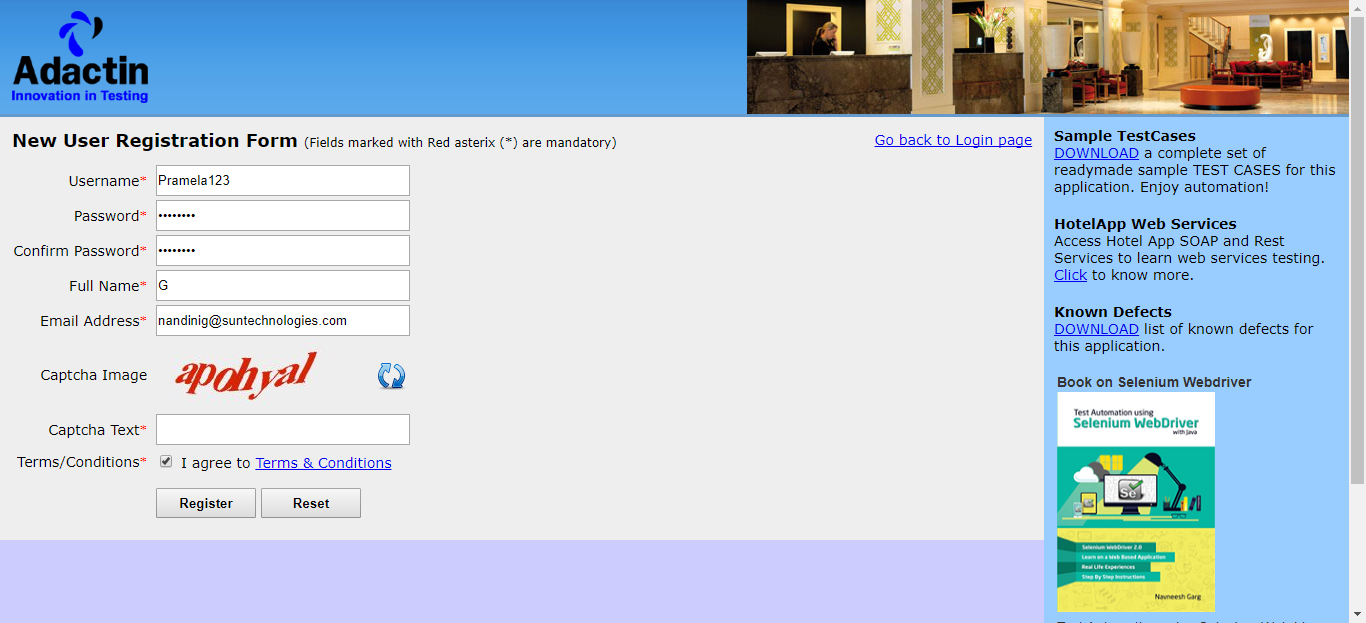 Adactin
Innovation in Testing
New User Registration Form (Fields marked with Red asterix (*) are mandatory)
Go back to Login page
Username* Pramela123
Password* ••••••••
Confirm Password* ••••••••
Full Name* G
Email Address* nandinig@suntechnologies.com
Captcha Image apohyal
Captcha Text*
Terms/Conditions* I agree to Terms & Conditions
Register Reset
Sample TestCases
DOWNLOAD a complete set of
readymade sample TEST CASES for this
application. Enjoy automation!
HotelApp Web Services
Access Hotel App SOAP and Rest
Services to learn web services testing.
Click to know more.
Known Defects
DOWNLOAD list of known defects for
this application.
Book on Selenium Webdriver
Test Automation using
Selenium WebDriver
with Java
Se
Selenium WebDriver 2.0
Learn on a Web Based Application
Real Life Experiences
Step By Step Instructions
Navneesh Garg